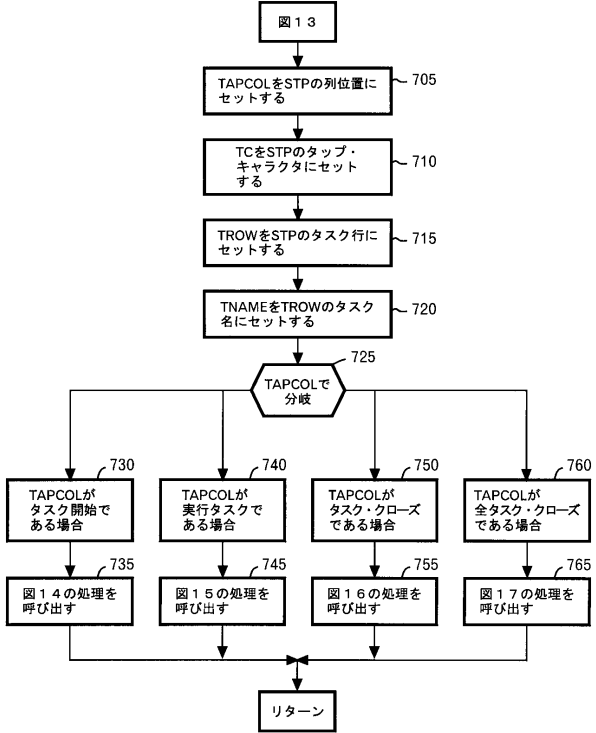 図１３
TAPCOLをSTPの列位置に
セットする
705
TCをSTPのタップ・
キャラクタにセット
する
710
TROWをSTPのタスク行に
セットする
715
TNAMEをTROWのタスク
名にセットする
720
725
TAPCOLで
分岐
730
TAPCOLが
タスク開始で
ある場合
740
TAPCOLが
実行タスクで
ある場合
750
TAPCOLが
タスク・クローズ
である場合
760
TAPCOLが
全タスク・クローズ
である場合
735
図１４の処理を
呼び出す
745
図１５の処理を
呼び出す
755
図１６の処理を
呼び出す
765
図１７の処理を
呼び出す
リターン